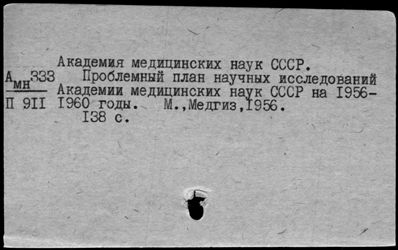 Академия медицинских наук СССР.
А мн 333 Проблемный план научных исследований
Академии медицинских наук СССР на 1956-
П 9II 1960 годы. М.,Медгиз,1956.
138 с.